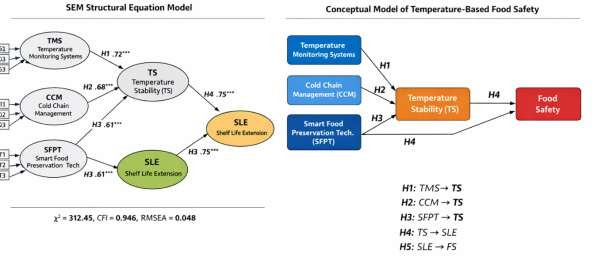 SEM Structural Equation Model
TMS
Temperature
Monitoring Systems
H1 .72***
CCM
Cold Chain
Management
H2 .68***
TS
Temperature
Stability (TS)
H4 .75***
H3 .61***
SFPT
Smart Food
Preservation Tech
H3 .61***
SLE
Shelf Life Extension
H3 .75***
SLE
Shelf Life Extension
χ² = 312.45, CFI = 0.946, RMSEA = 0.048
Conceptual Model of Temperature-Based Food Safety
Temperature
Monitoring Systems
H1
Cold Chain
Management (CCM)
H2
Smart Food
Preservation Tech.
(SFPT)
H3
Temperature
Stability (TS)
H4
Food
Safety
H4
H1: TMS → TS
H2: CCM → TS
H3: SFPT → TS
H4: TS → SLE
H5: SLE → FS